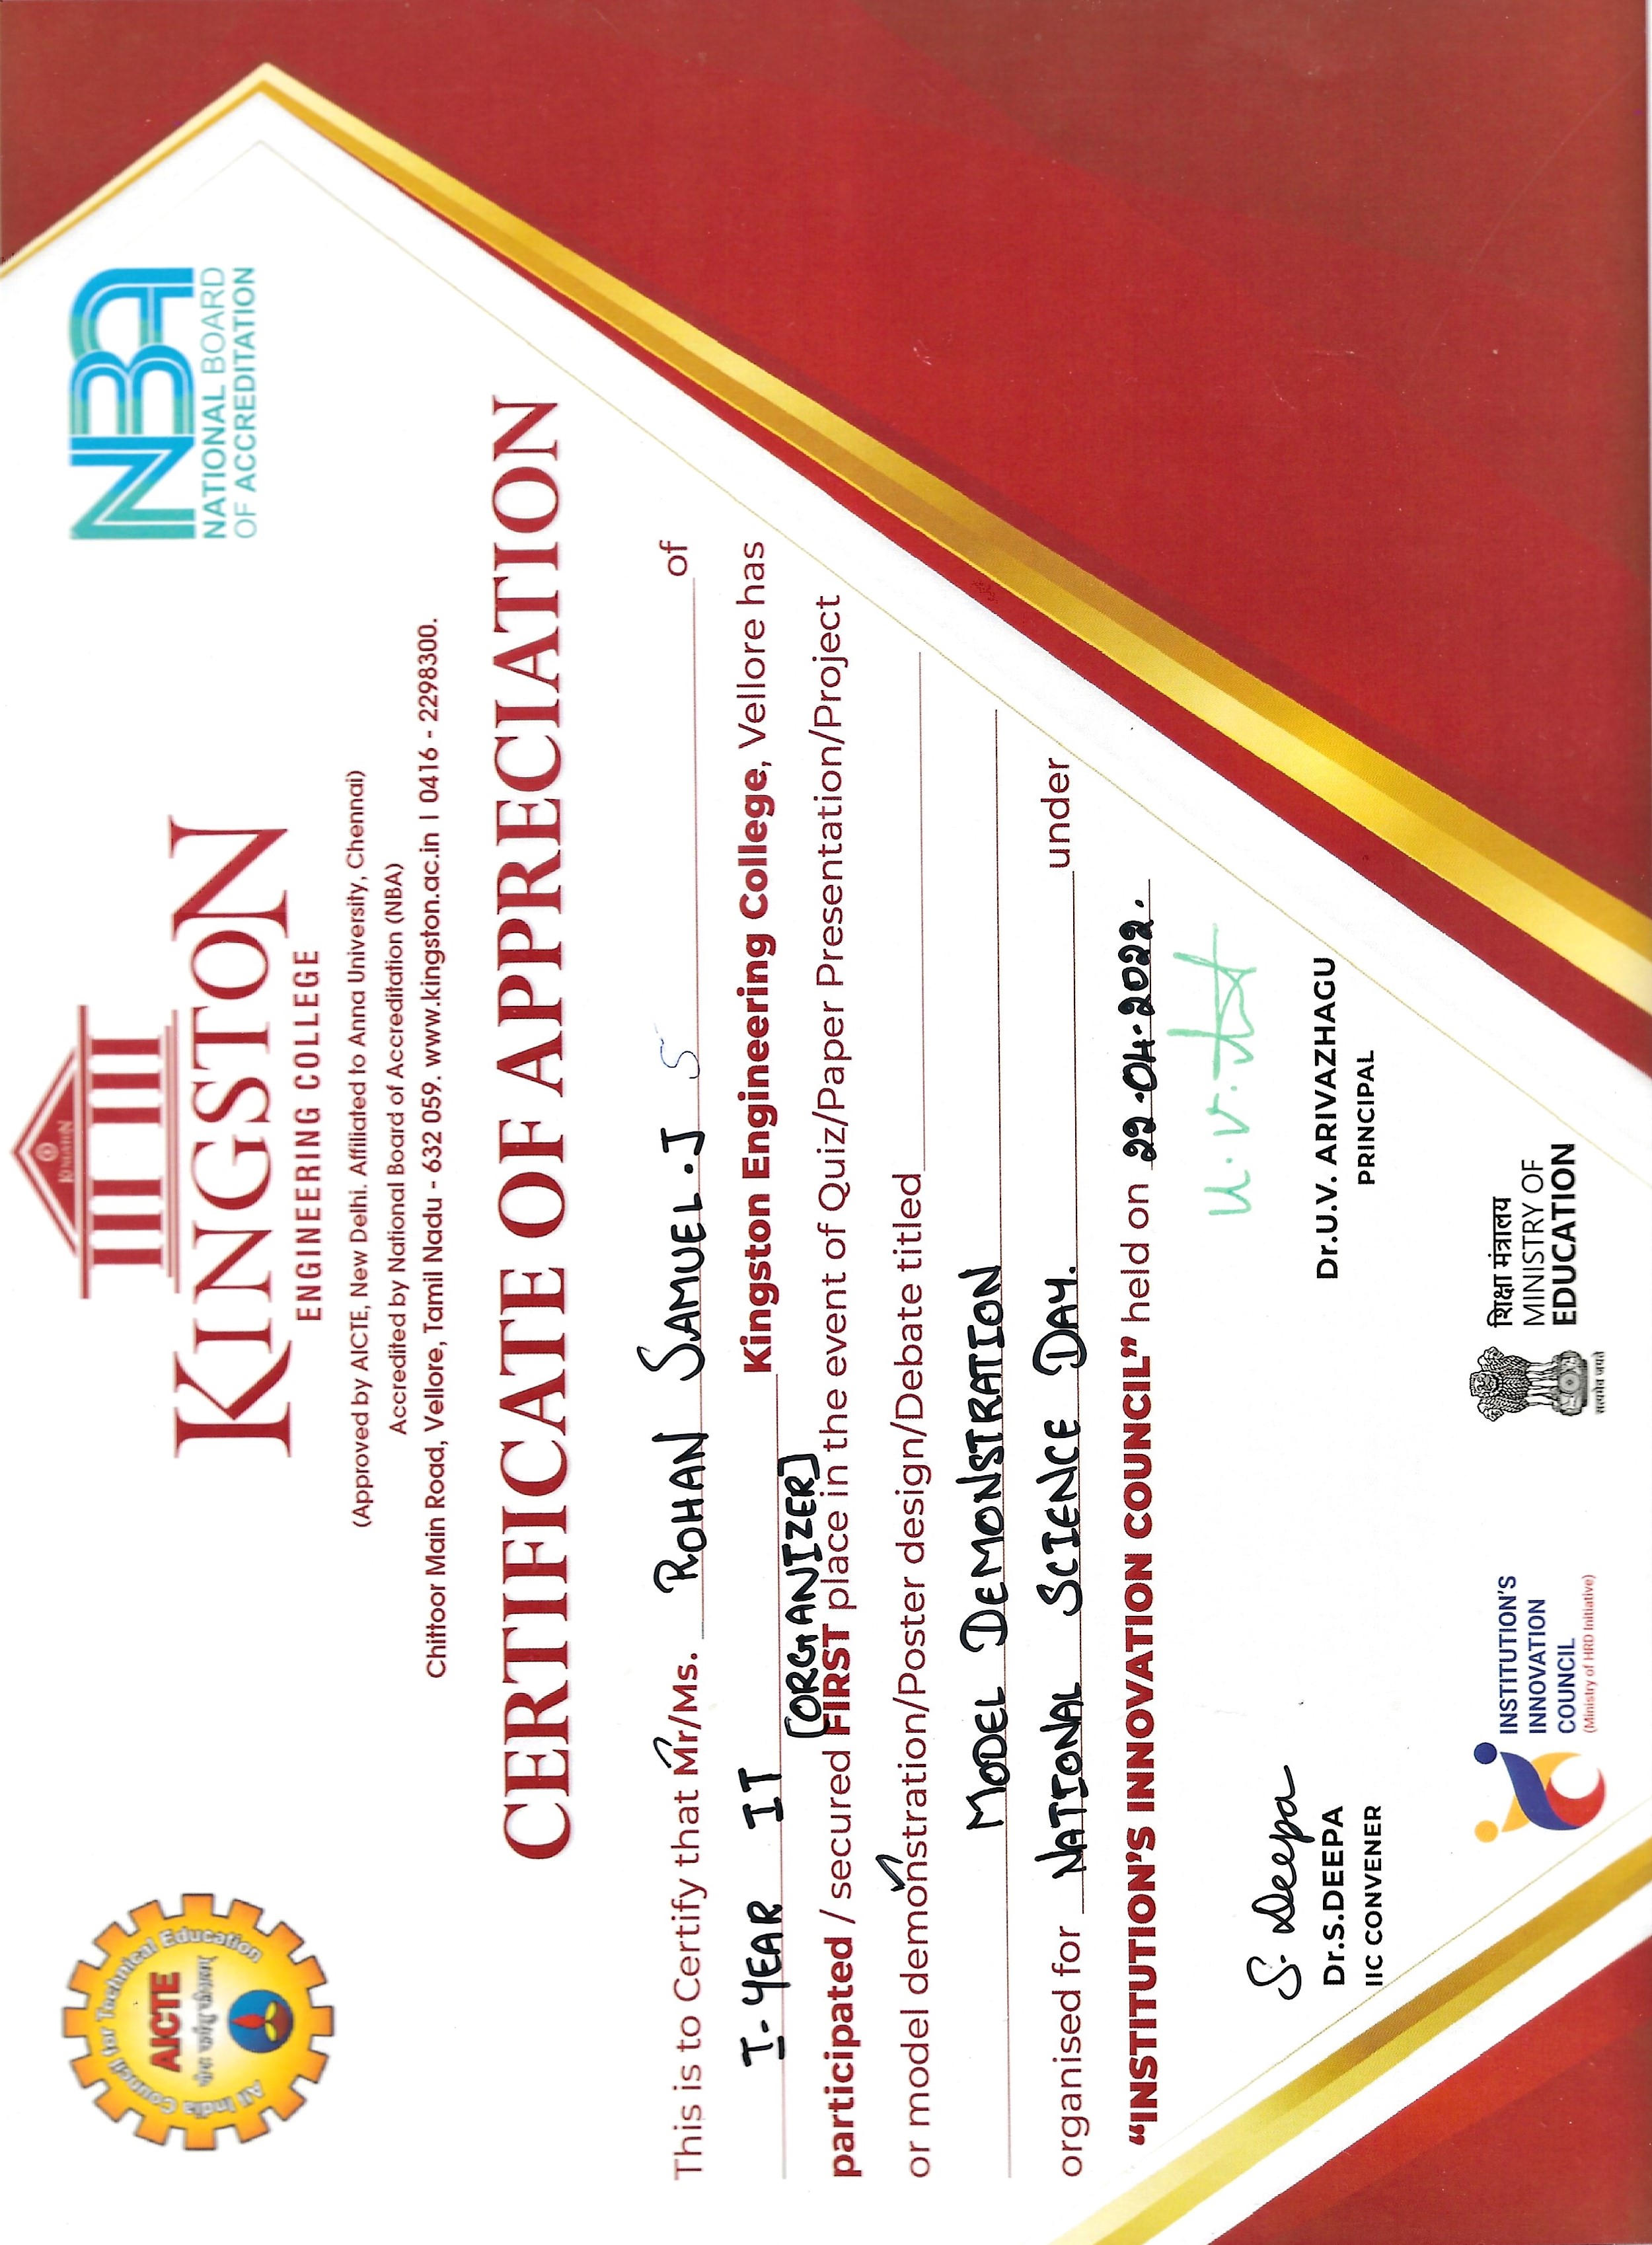 All India Council for Technical Education
AICTE
KINGSTON
KINGSTON
ENGINEERING COLLEGE
NBA
NATIONAL BOARD
OF ACCREDITATION
(Approved by AICTE, New Delhi. Affiliated to Anna University, Chennai)
Accredited by National Board of Accreditation (NBA)
Chittoor Main Road, Vellore, Tamil Nadu - 632 059. www.kingston.ac.in I 0416 - 2298300.
CERTIFICATE OF APPRECIATION
This is to Certify that Mr/Ms. ROHAN SAMUEL.J S of
I-YEAR IT Kingston Engineering College, Vellore has
[ORGANIZER]
participated / secured FIRST place in the event of Quiz/Paper Presentation/Project
or model demonstration/Poster design/Debate titled
MODEL DEMONSTRATION
organised for NATIONAL SCIENCE DAY. under
“INSTITUTION’S INNOVATION COUNCIL” held on 22-04-2022.
S. Deepa
U.V.
Dr.S.DEEPA
IIC CONVENER
Dr.U.V. ARIVAZHAGU
PRINCIPAL
INSTITUTION’S
INNOVATION
COUNCIL
(Ministry of HRD Initiative)
शिक्षा मंत्रालय
MINISTRY OF
EDUCATION
सत्यमेव जयते